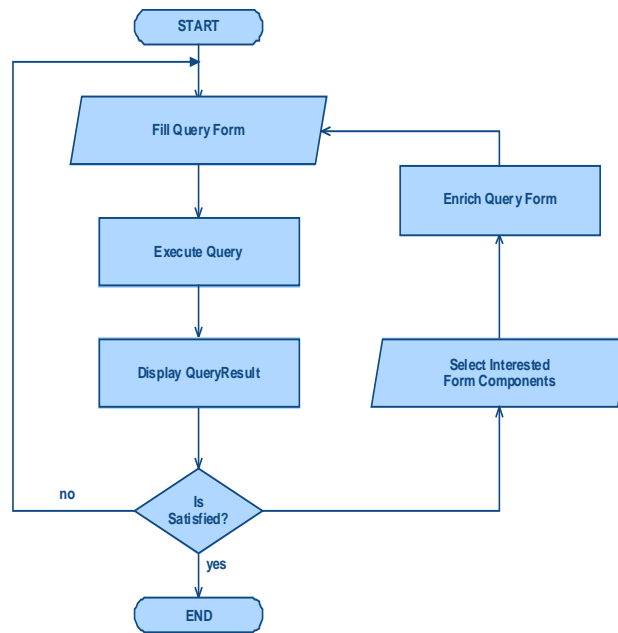 START
Fill Query Form
Enrich Query Form
Execute Query
Display QueryResult
Select Interested
Form Components
no
Is
Satisfied?
yes
END